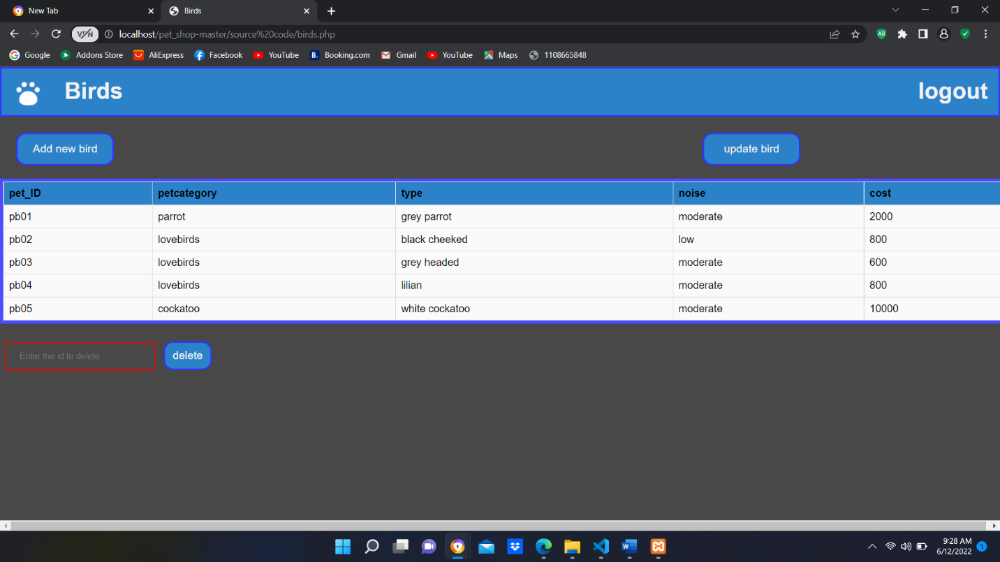 New Tab
Birds
VPN
localhost/pet_shop-master/source%20code/birds.php
AB
Google
Addons Store
AliExpress
Facebook
YouTube
B. Booking.com
Gmail
YouTube
Maps
1108665848
Birds
logout
Add new bird
update bird
pet_ID petcategory type noise cost
pb01 parrot grey parrot moderate 2000
pb02 lovebirds black cheeked low 800
pb03 lovebirds grey headed moderate 600
pb04 lovebirds lilian moderate 800
pb05 cockatoo white cockatoo moderate 10000
Enter the id to delete
delete
W
9:28 AM
6/12/2022
1